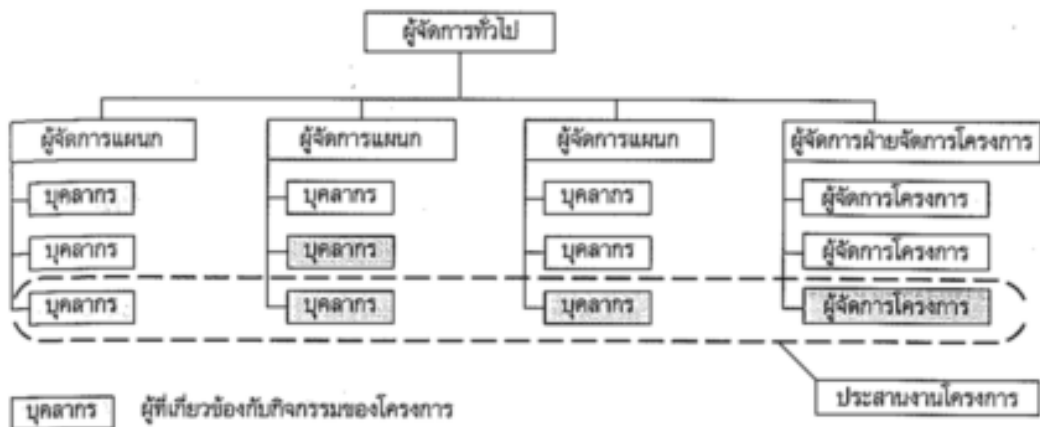 ผู้จัดการทั่วไป
ผู้จัดการแผนก ผู้จัดการแผนก ผู้จัดการแผนก ผู้จัดการฝ่ายจัดการโครงการ
บุคลากร บุคลากร บุคลากร ผู้จัดการโครงการ
บุคลากร บุคลากร บุคลากร ผู้จัดการโครงการ
บุคลากร บุคลากร บุคลากร ผู้จัดการโครงการ
ประสานงานโครงการ
บุคลากร ผู้ที่เกี่ยวข้องกับกิจกรรมของโครงการ